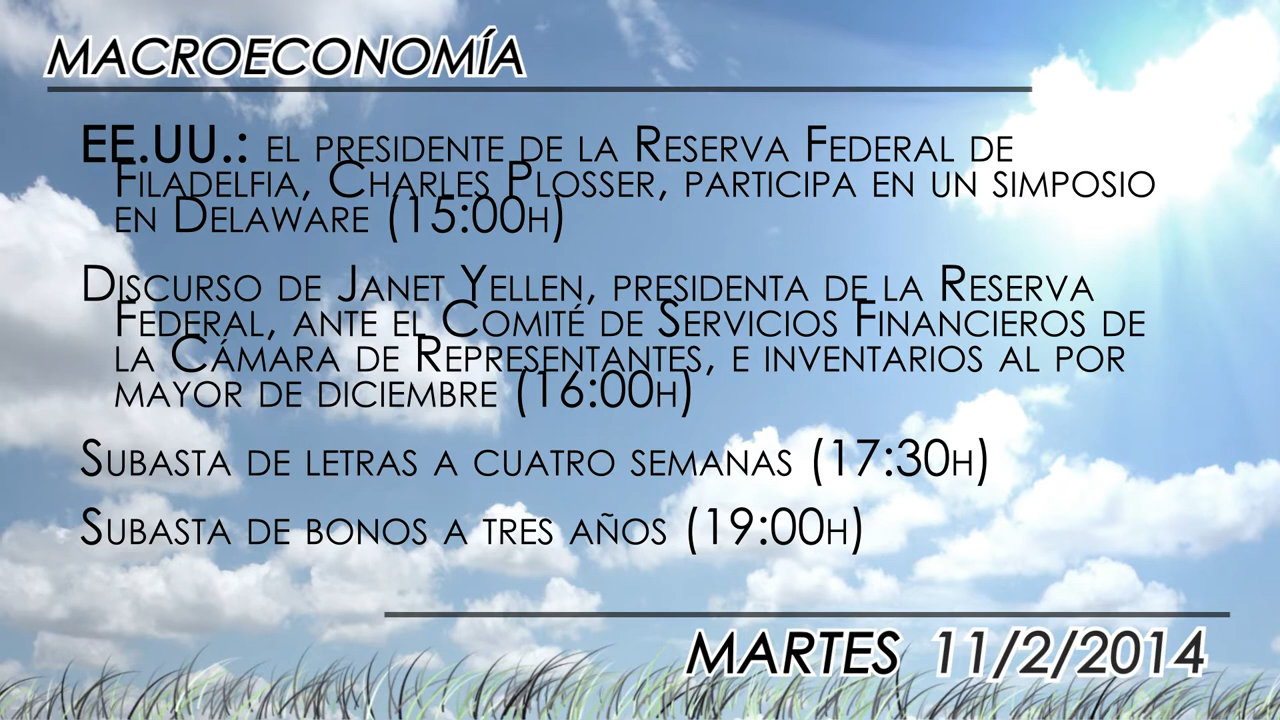 MACROECONOMÍA
EE.UU.: EL PRESIDENTE DE LA RESERVA FEDERAL DE
FILADELFIA, CHARLES PLOSSER, PARTICIPA EN UN SIMPOSIO
EN DELAWARE (15:00H)
DISCURSO DE JANET YELLEN, PRESIDENTA DE LA RESERVA
FEDERAL, ANTE EL COMITÉ DE SERVICIOS FINANCIEROS DE
LA CÁMARA DE REPRESENTANTES, E INVENTARIOS AL POR
MAYOR DE DICIEMBRE (16:00H)
SUBASTA DE LETRAS A CUATRO SEMANAS (17:30H)
SUBASTA DE BONOS A TRES AÑOS (19:00H)
MARTES 11/2/2014